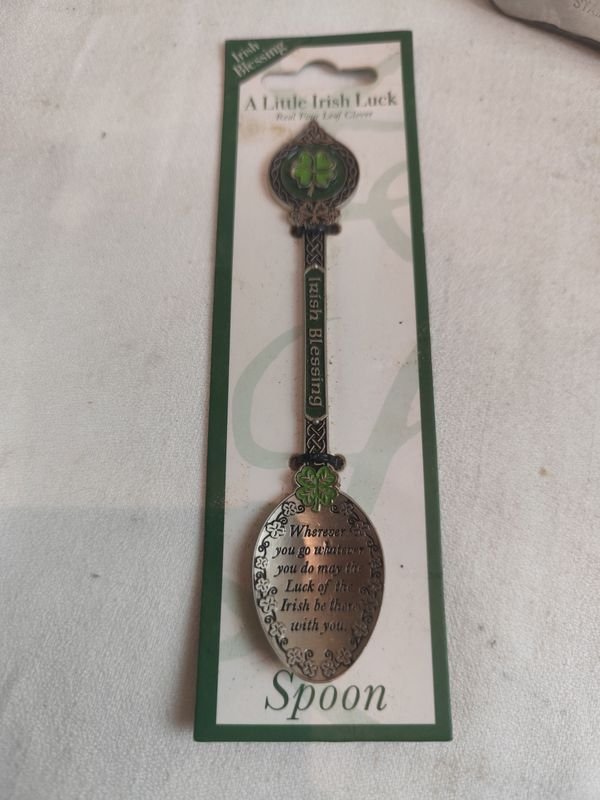 Irish
Blessing
A Little Irish Luck
Real Four Leaf Clover
Irish Blessing
Wherever
you go whatever
you do may the
Luck of the
Irish be there
with you.
Spoon